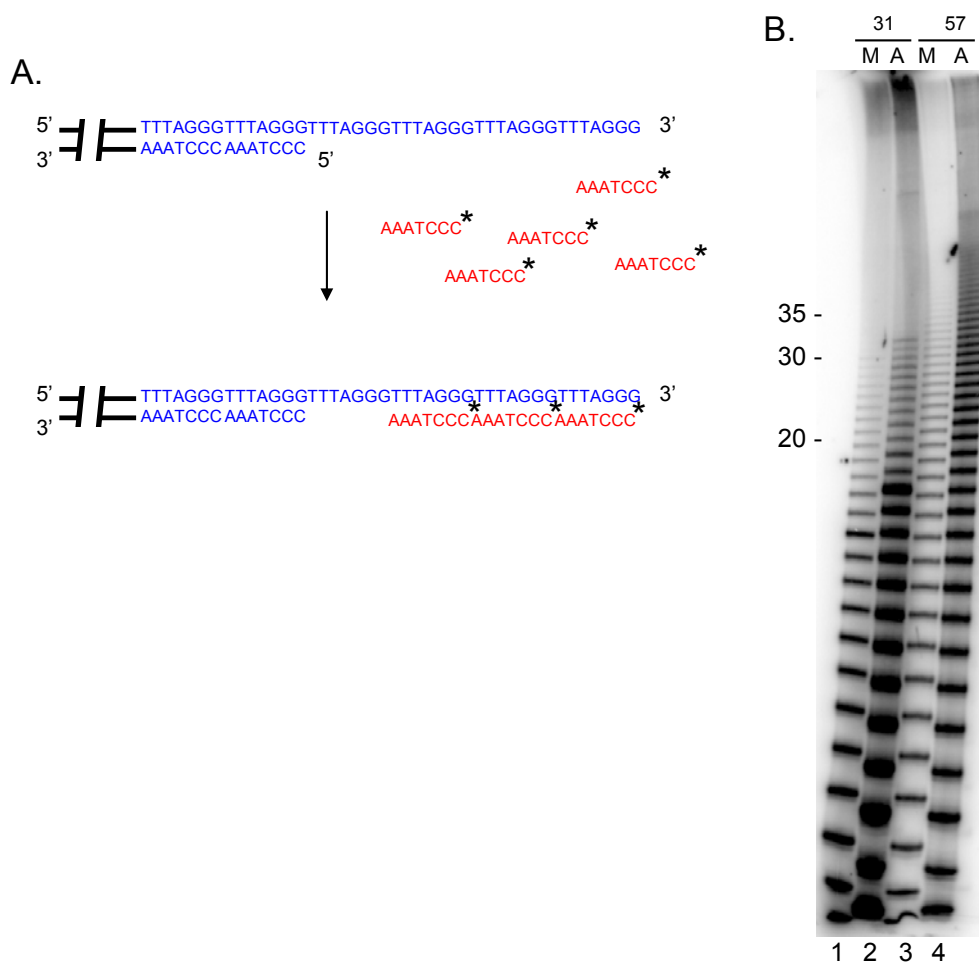 A.
5' TTTAGGGTTTAGGGTTTAGGGTTTAGGGTTTAGGGTTTAGGG 3'
3' AAATCCC AAATCCC 5'
AAATCCC*
AAATCCC*
AAATCCC*
AAATCCC*
AAATCCC*
5' TTTAGGGTTTAGGGTTTAGGGTTTAGGGTTTAGGGTTTAGGG 3'
3' AAATCCC AAATCCC AAATCCC*AAATCCC*AAATCCC*
B.
31 57
M A M A
35 -
30 -
20 -
1 2 3 4